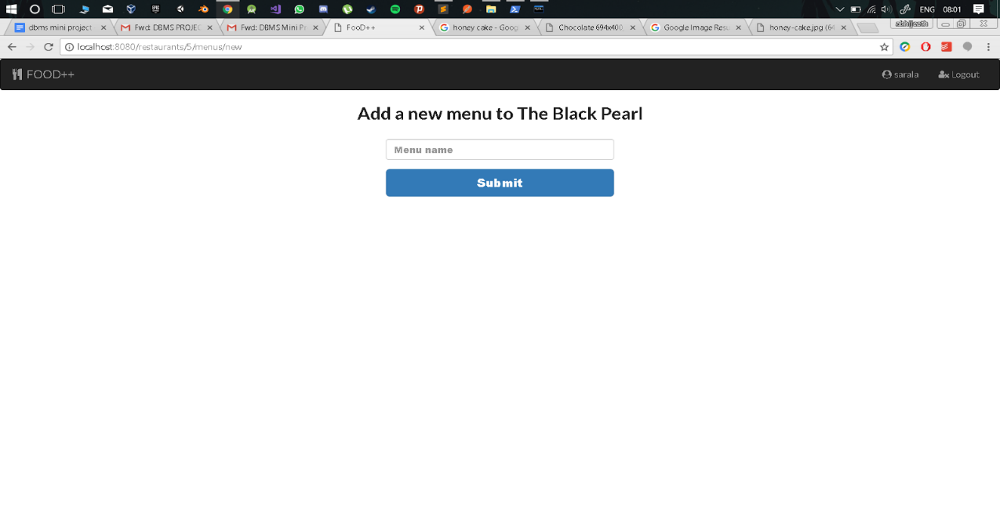 ENG 08:01
dbms mini project
Fwd: DBMS PROJEC
Fwd: DBMS Mini Pr
FooD++
honey cake - Goog
Chocolate 694x400
Google Image Resu
honey-cake.jpg (64
abhijeeth
localhost:8080/restaurants/5/menus/new
FOOD++
sarala
Logout
Add a new menu to The Black Pearl
Menu name
Submit